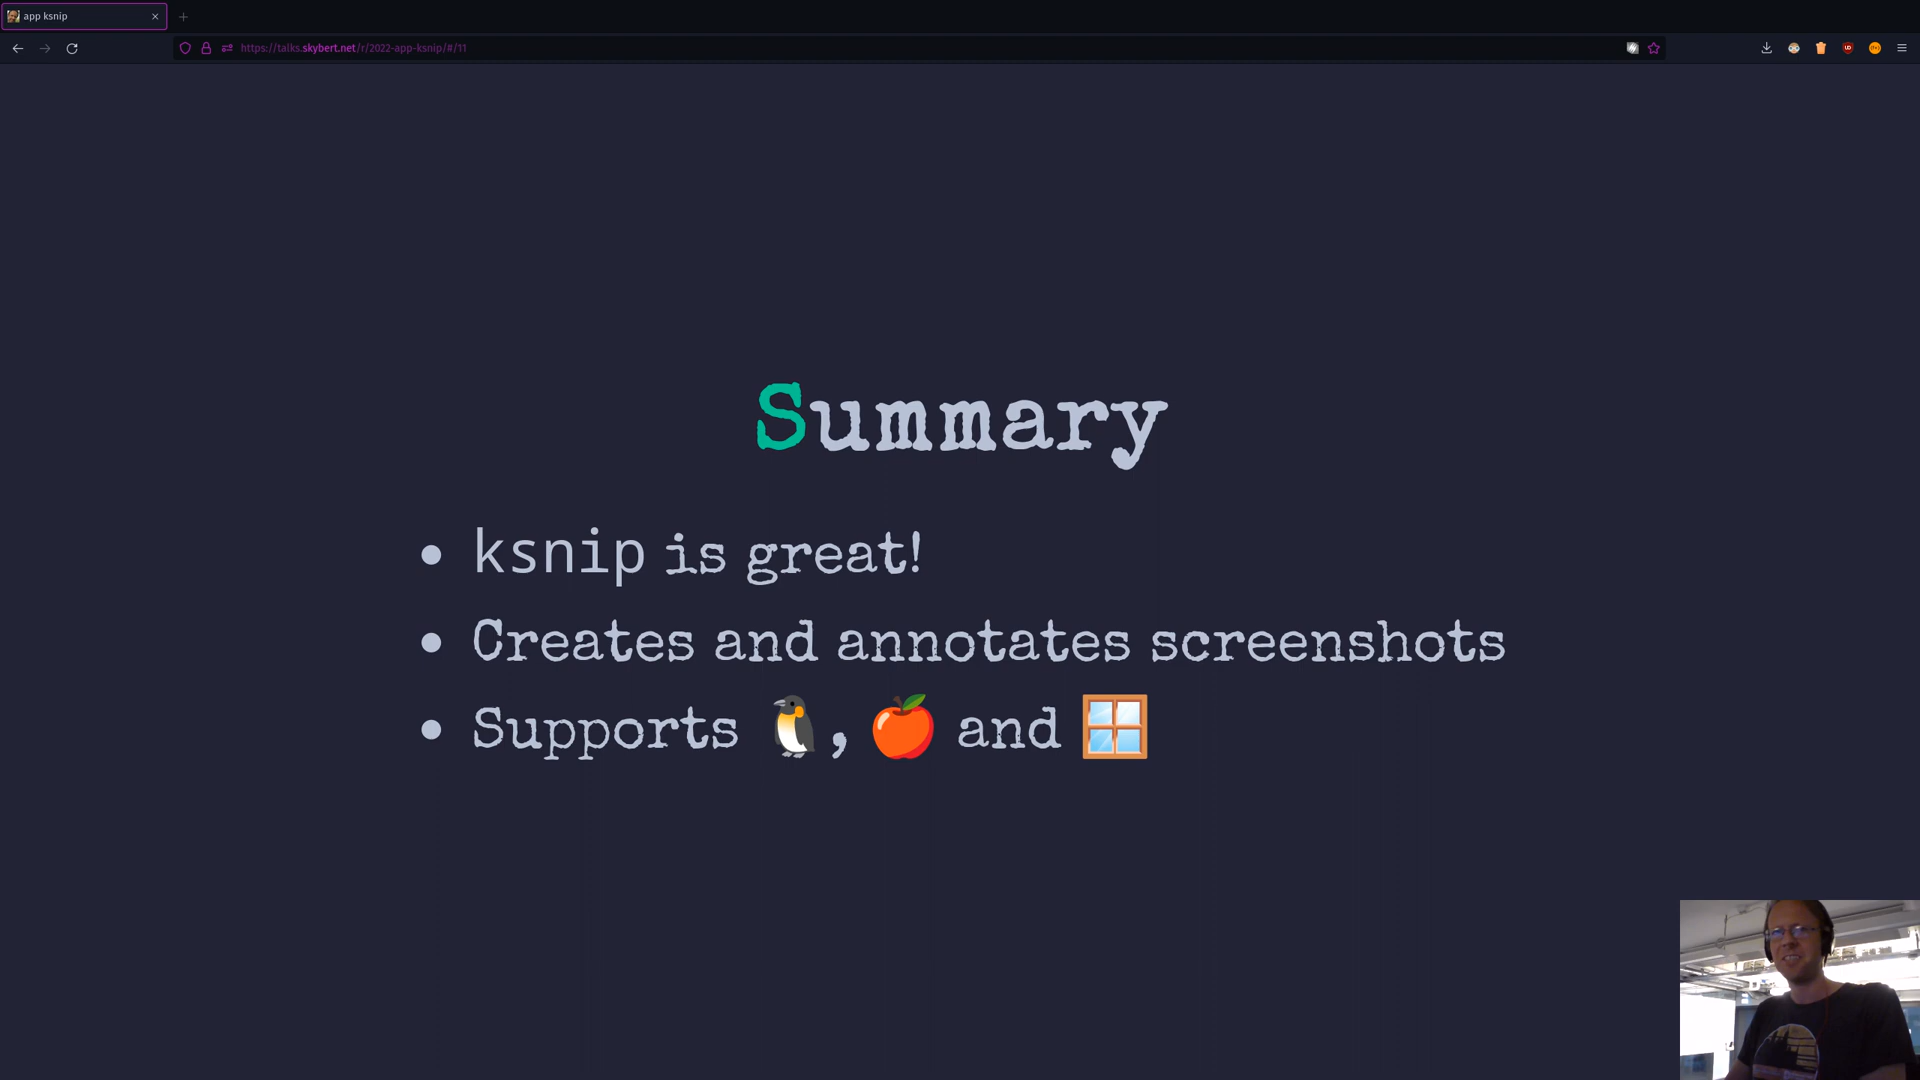 app ksnip
https://talks.skybert.net/r/2022-app-ksnip/#/11
Summary
ksnip is great!
Creates and annotates screenshots
Supports 🐧, 🍎 and 🪟